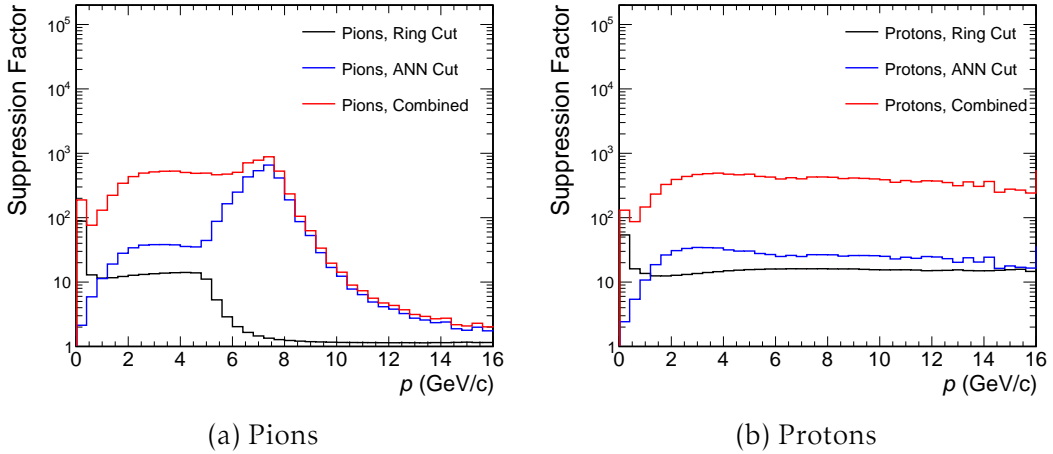 Suppression Factor
10^5
10^4
10^3
10^2
10
1
Pions, Ring Cut
Pions, ANN Cut
Pions, Combined
0 2 4 6 8 10 12 14 16
p (GeV/c)
(a) Pions
Suppression Factor
10^5
10^4
10^3
10^2
10
1
Protons, Ring Cut
Protons, ANN Cut
Protons, Combined
0 2 4 6 8 10 12 14 16
p (GeV/c)
(b) Protons